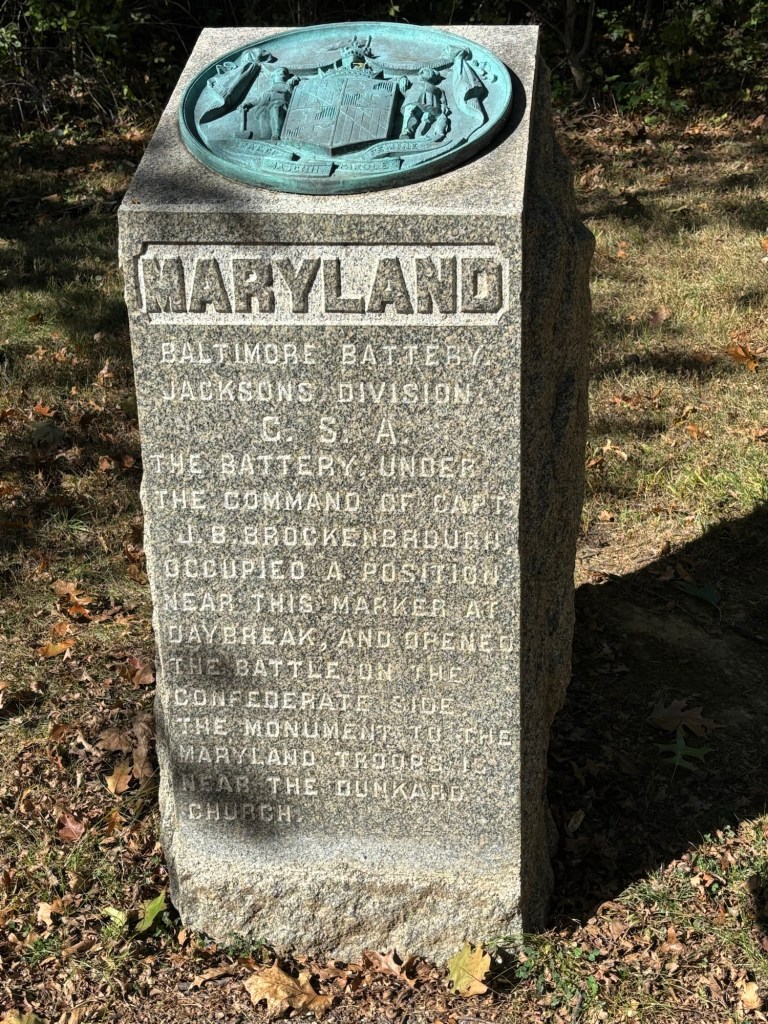 MARYLAND
BALTIMORE BATTERY,
JACKSONS DIVISION.
C. S. A.
THE BATTERY, UNDER
THE COMMAND OF CAPT.
J. B. BROCKENBROUGH,
OCCUPIED A POSITION
NEAR THIS MARKER AT
DAYBREAK, AND OPENED
THE BATTLE, ON THE
CONFEDERATE SIDE
THE MONUMENT TO THE
MARYLAND TROOPS IS
NEAR THE DUNKARD
CHURCH.